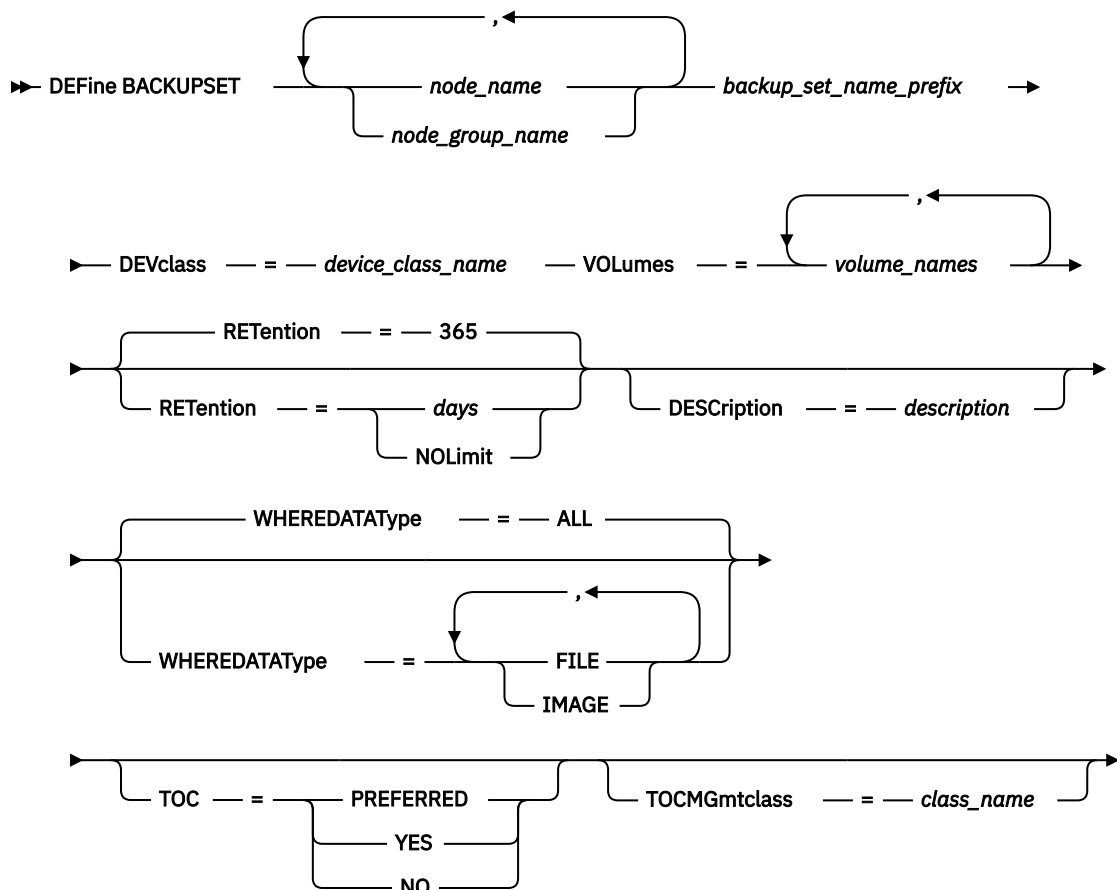 ,
DEFine BACKUPSET node_name backup_set_name_prefix
node_group_name
,
DEVclass = device_class_name VOLumes = volume_names
RETention = 365
RETention = days DESCription = description
NOLimit
WHEREDATAType = ALL
,
WHEREDATAType = FILE
IMAGE
TOC = PREFERRED TOCMGmtclass = class_name
YES
NO